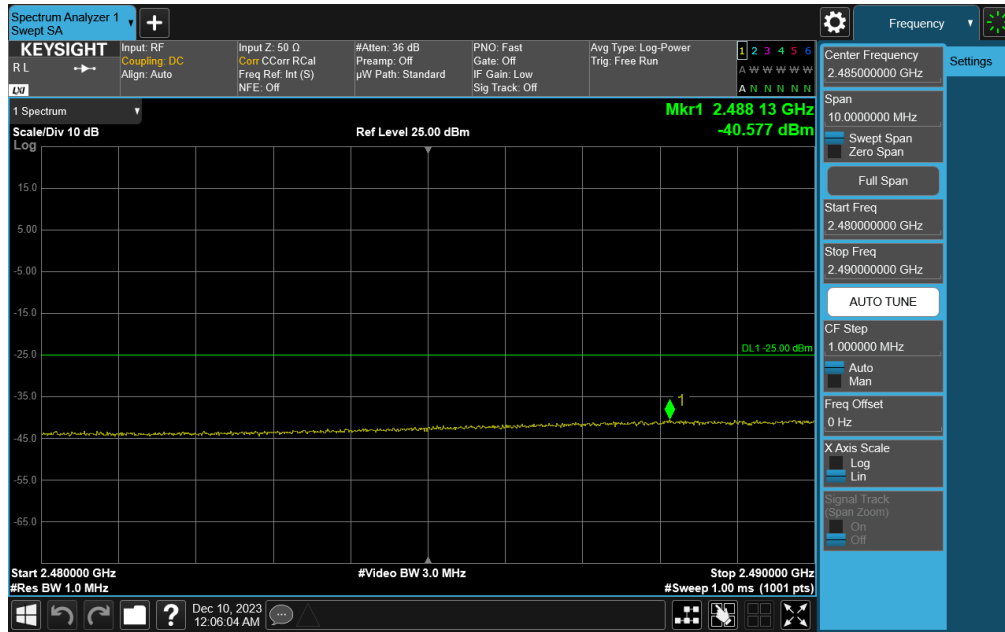 Spectrum Analyzer 1
Swept SA
Frequency
Settings
KEYSIGHT
R L
LXI
Input: RF
Coupling: DC
Align: Auto
Input Z: 50 Ω
Corr CCorr RCal
Freq Ref: Int (S)
NFE: Off
#Atten: 36 dB
Preamp: Off
µW Path: Standard
PNO: Fast
Gate: Off
IF Gain: Low
Sig Track: Off
Avg Type: Log-Power
Trig: Free Run
1 2 3 4 5 6
A W W W W W
A N N N N N
1 Spectrum
Mkr1 2.488 13 GHz
Scale/Div 10 dB
Ref Level 25.00 dBm
-40.577 dBm
Log
15.0
5.00
-5.00
-15.0
-25.0
DL1 -25.00 dBm
-35.0
1
-45.0
-55.0
-65.0
Start 2.480000 GHz
#Video BW 3.0 MHz
Stop 2.490000 GHz
#Res BW 1.0 MHz
#Sweep 1.00 ms (1001 pts)
Center Frequency
2.485000000 GHz
Span
10.0000000 MHz
Swept Span
Zero Span
Full Span
Start Freq
2.480000000 GHz
Stop Freq
2.490000000 GHz
AUTO TUNE
CF Step
1.000000 MHz
Auto
Man
Freq Offset
0 Hz
X Axis Scale
Log
Lin
Signal Track
(Span Zoom)
On
Off
?
Dec 10, 2023
12:06:04 AM